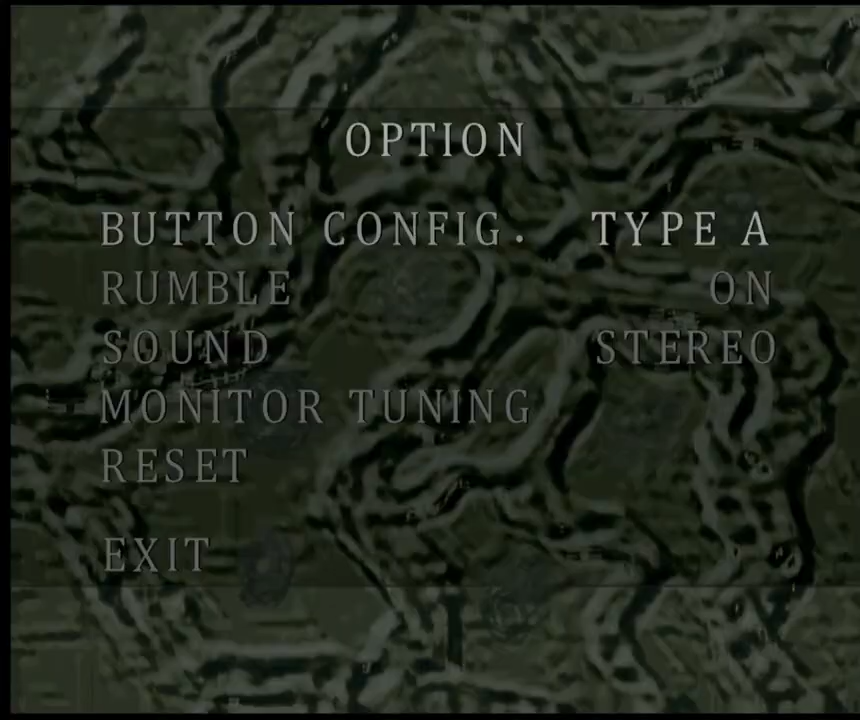 OPTION
BUTTON CONFIG. TYPE A
RUMBLE ON
SOUND STEREO
MONITOR TUNING
RESET
EXIT